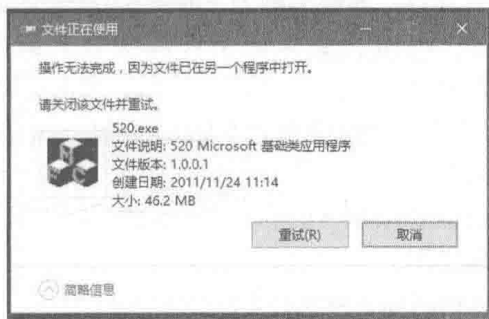 文件正在使用
操作无法完成，因为文件已在另一个程序中打开。
请关闭该文件并重试。
520.exe
文件说明: 520 Microsoft 基础类应用程序
文件版本: 1.0.0.1
创建日期: 2011/11/24 11:14
大小: 46.2 MB
重试(R)
取消
简略信息